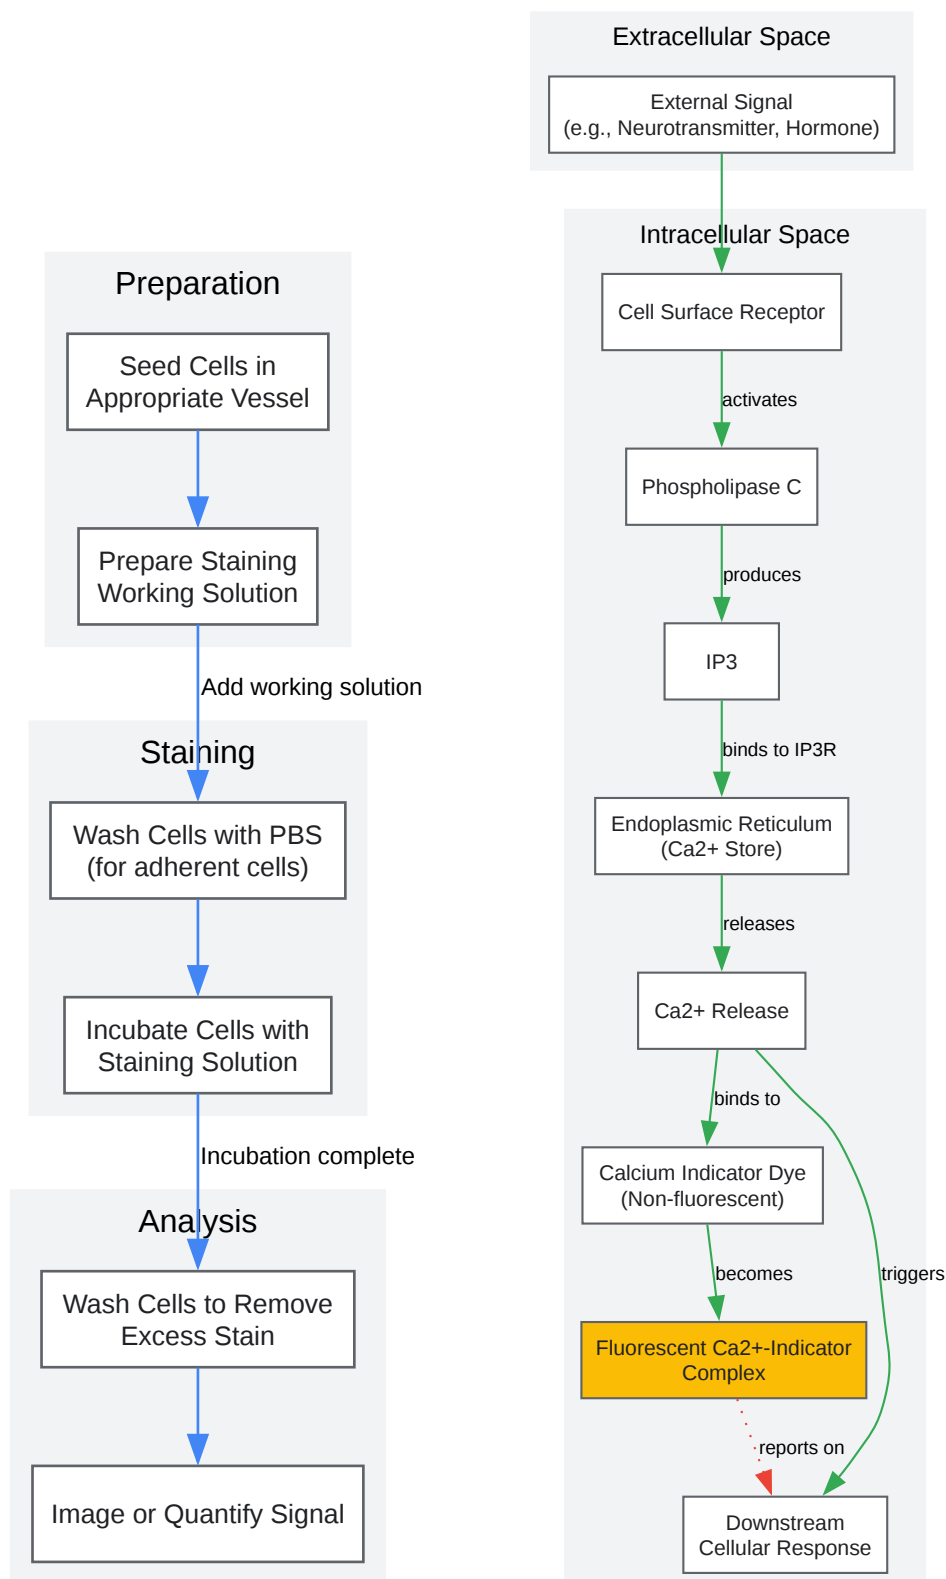 Preparation
Seed Cells in
Appropriate Vessel
Prepare Staining
Working Solution
Add working solution
Staining
Wash Cells with PBS
(for adherent cells)
Incubate Cells with
Staining Solution
Incubation complete
Analysis
Wash Cells to Remove
Excess Stain
Image or Quantify Signal
Extracellular Space
External Signal
(e.g., Neurotransmitter, Hormone)
Intracellular Space
Cell Surface Receptor
activates
Phospholipase C
produces
IP3
binds to IP3R
Endoplasmic Reticulum
(Ca2+ Store)
releases
Ca2+ Release
binds to
Calcium Indicator Dye
(Non-fluorescent)
becomes
triggers
Fluorescent Ca2+-Indicator
Complex
reports on
Downstream
Cellular Response